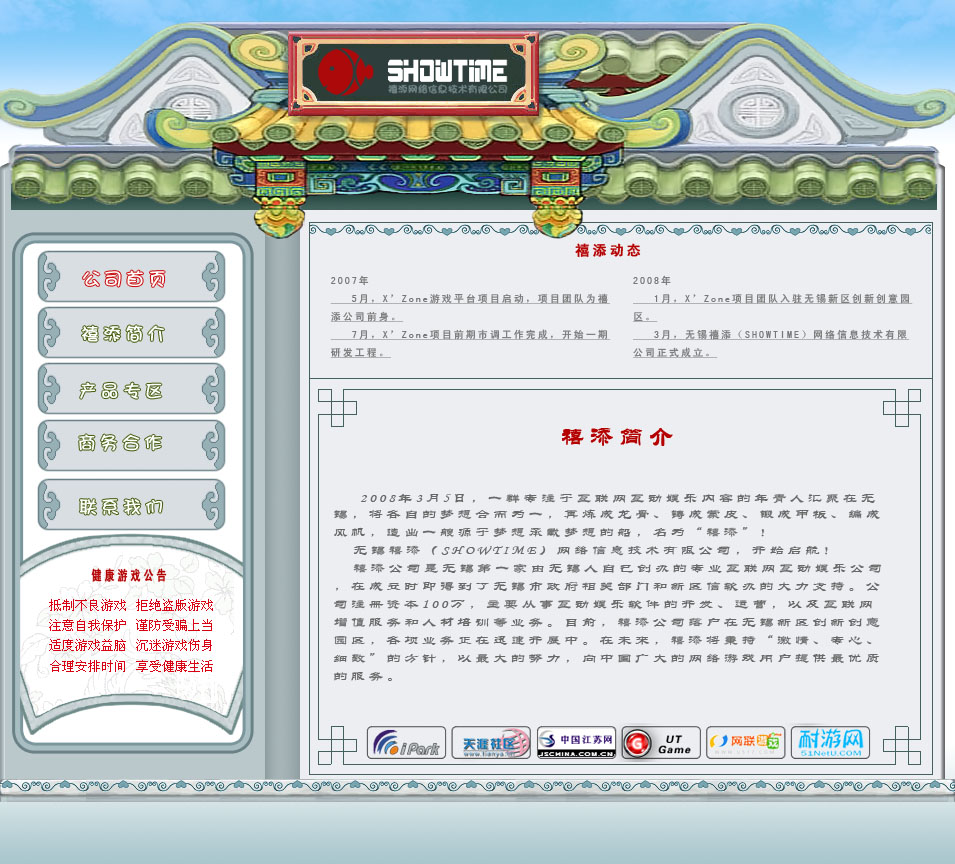 SHOWTIME
禧添网络信息技术有限公司
公司首页
禧添简介
产品专区
商务合作
联系我们
健康游戏公告
抵制不良游戏 拒绝盗版游戏
注意自我保护 谨防受骗上当
适度游戏益脑 沉迷游戏伤身
合理安排时间 享受健康生活
禧添动态
2007年
5月，X’Zone游戏平台项目启动，项目团队为禧
添公司前身。
7月，X’Zone项目前期市调工作完成，开始一期
研发工程。
2008年
1月，X’Zone项目团队入驻无锡新区创新创意园
区。
3月，无锡禧添（SHOWTIME）网络信息技术有限
公司正式成立。
禧添简介
2008年3月5日，一群专注于互联网互动娱乐内容的年青人汇聚在无
锡，将各自的梦想合而为一，再炼成龙骨、铸成蒙皮、锻成甲板、编成
风帆，造出一艘源于梦想承载梦想的船，名为“禧添”！
无锡禧添（SHOWTIME）网络信息技术有限公司，开始启航！
禧添公司是无锡第一家由无锡人自己创办的专业互联网互动娱乐公司
，在成立时即得到了无锡市政府相关部门和新区信软办的大力支持。公
司注册资本100万，主要从事互动娱乐软件的开发、运营，以及互联网
增值服务和人才培训等业务。目前，禧添公司落户在无锡新区创新创意
园区，各项业务正在迅速开展中。在未来，禧添将秉持“激情、专心、
细致”的方针，以最大的努力，向中国广大的网络游戏用户提供最优质
的服务。
iPark
天涯社区
www.tianya.cn
中国江苏网
JSCHINA.COM.CN
UT
Game
网联游戏
耐游网
51NetU.COM